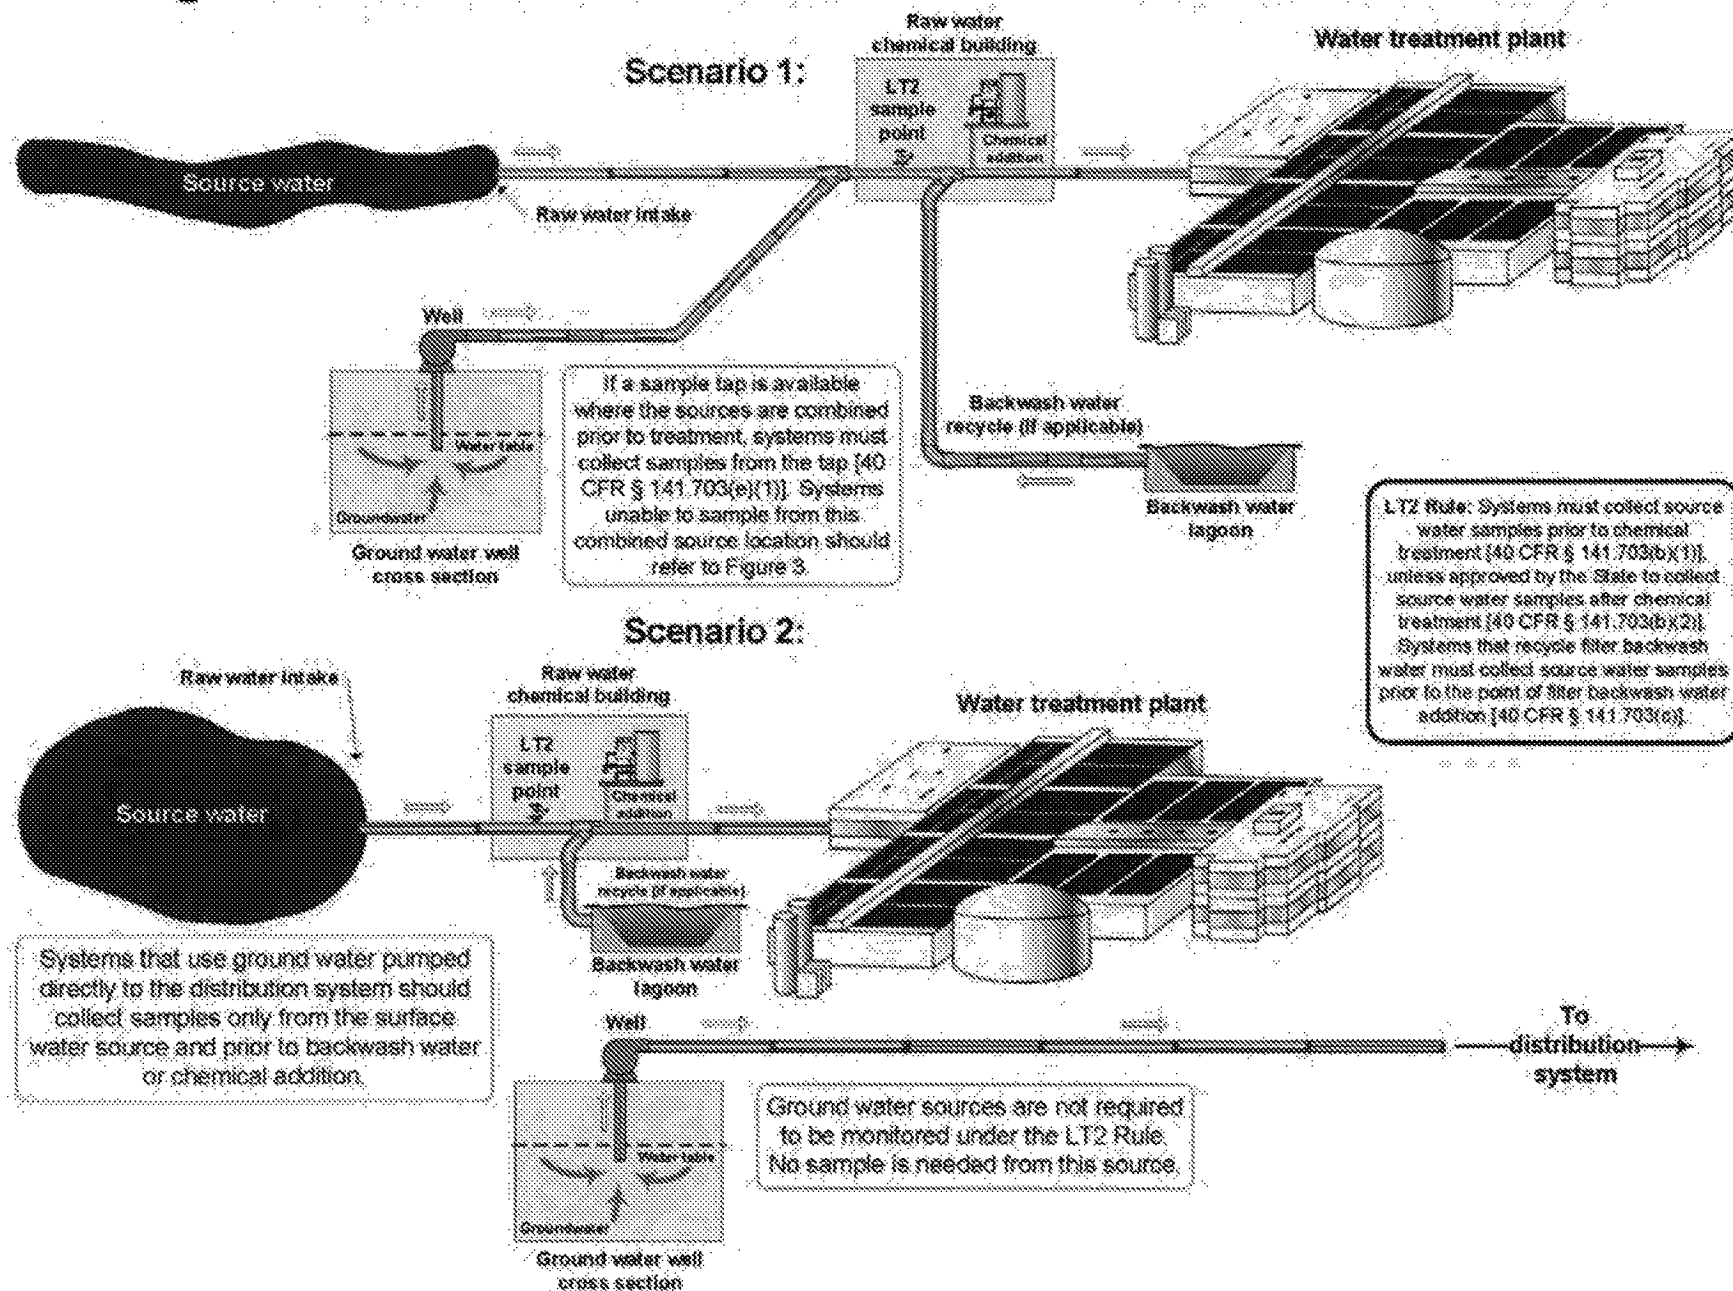 Scenario 1:
Raw water
chemical building
Water treatment plant
LT2
sample
point
Chemical
addition
Source water
Raw water intake
Well
Water table
Groundwater
Ground water well
cross section
If a sample tap is available
where the sources are combined
prior to treatment, systems must
collect samples from the tap [40
CFR § 141.703(e)(1)]. Systems
unable to sample from this
combined source location should
refer to Figure 3.
Backwash water
recycle (if applicable)
Backwash water
lagoon
LT2 Rule: Systems must collect source
water samples prior to chemical
treatment [40 CFR § 141.703(b)(1)],
unless approved by the State to collect
source water samples after chemical
treatment [40 CFR § 141.703(b)(2)].
Systems that recycle filter backwash
water must collect source water samples
prior to the point of filter backwash water
addition [40 CFR § 141.703(c)].
Scenario 2:
Raw water intake
Raw water
chemical building
Water treatment plant
LT2
sample
point
Chemical
addition
Source water
Backwash water
recycle (if applicable)
Backwash water
lagoon
Systems that use ground water pumped
directly to the distribution system should
collect samples only from the surface
water source and prior to backwash water
or chemical addition.
Well
To
distribution
system
Water table
Groundwater
Ground water well
cross section
Ground water sources are not required
to be monitored under the LT2 Rule.
No sample is needed from this source.